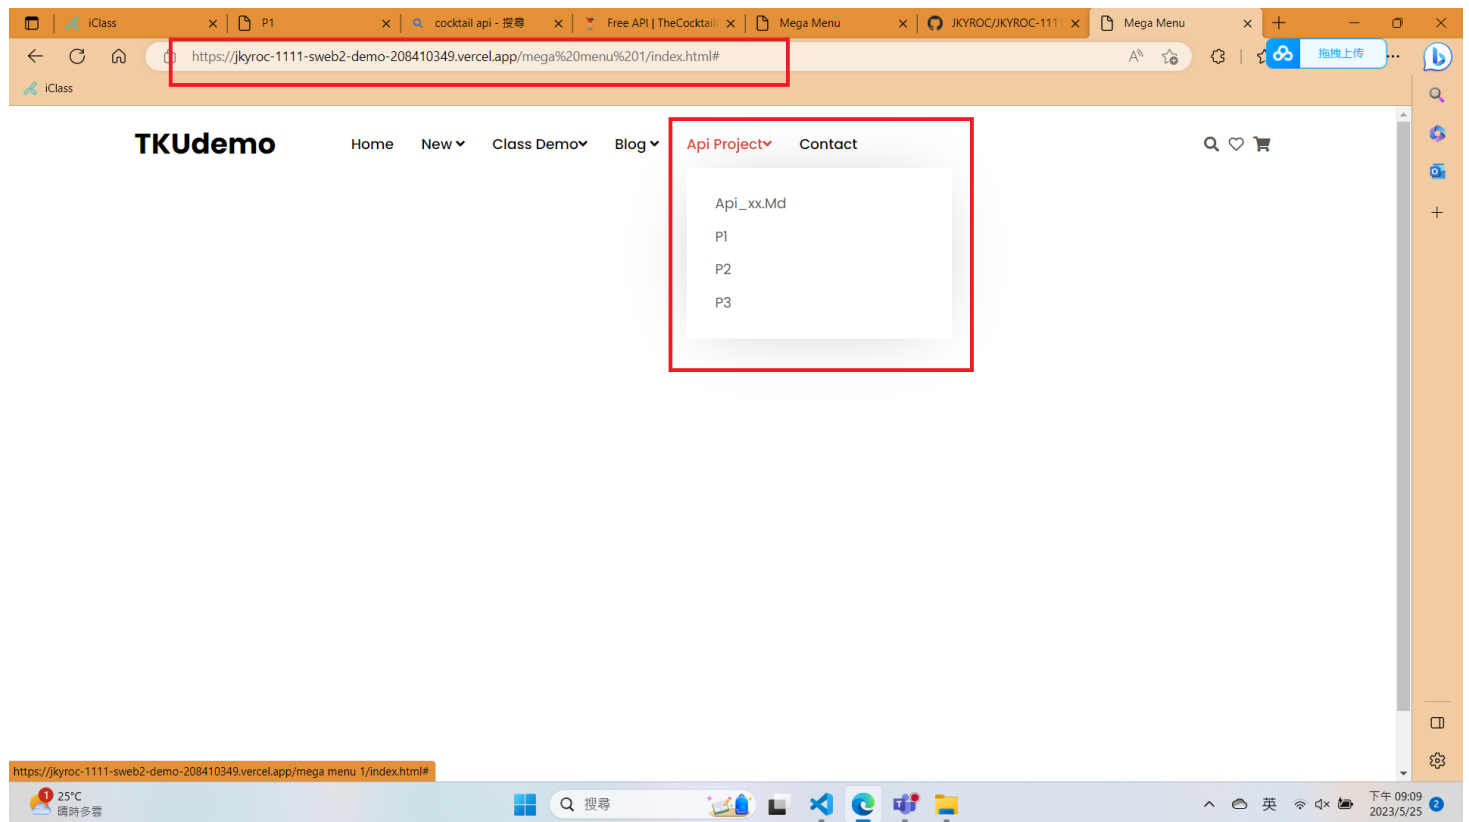 iClass
P1
cocktail api - 搜尋
Free API | TheCocktail
Mega Menu
JKYROC/JKYROC-111
Mega Menu
https://jkyroc-1111-sweb2-demo-208410349.vercel.app/mega%20menu%201/index.html#
拖拽上传
iClass
TKUdemo
Home
New
Class Demo
Blog
Api Project
Contact
Api_xx.Md
P1
P2
P3
https://jkyroc-1111-sweb2-demo-208410349.vercel.app/mega menu 1/index.html#
1
25°C
晴時多雲
搜尋
英
下午 09:09
2023/5/25
2